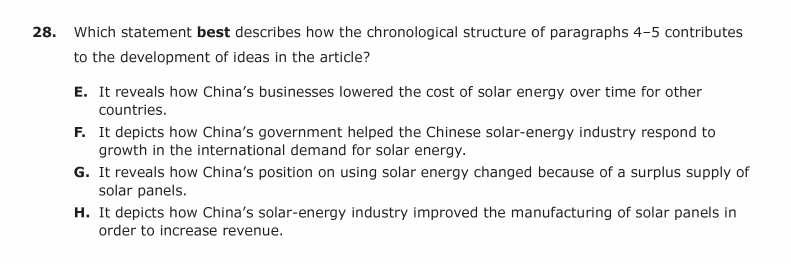 28. Which statement best describes how the chronological structure of paragraphs 4–5 contributes
to the development of ideas in the article?
E. It reveals how China's businesses lowered the cost of solar energy over time for other
countries.
F. It depicts how China's government helped the Chinese solar-energy industry respond to
growth in the international demand for solar energy.
G. It reveals how China's position on using solar energy changed because of a surplus supply of
solar panels.
H. It depicts how China's solar-energy industry improved the manufacturing of solar panels in
order to increase revenue.